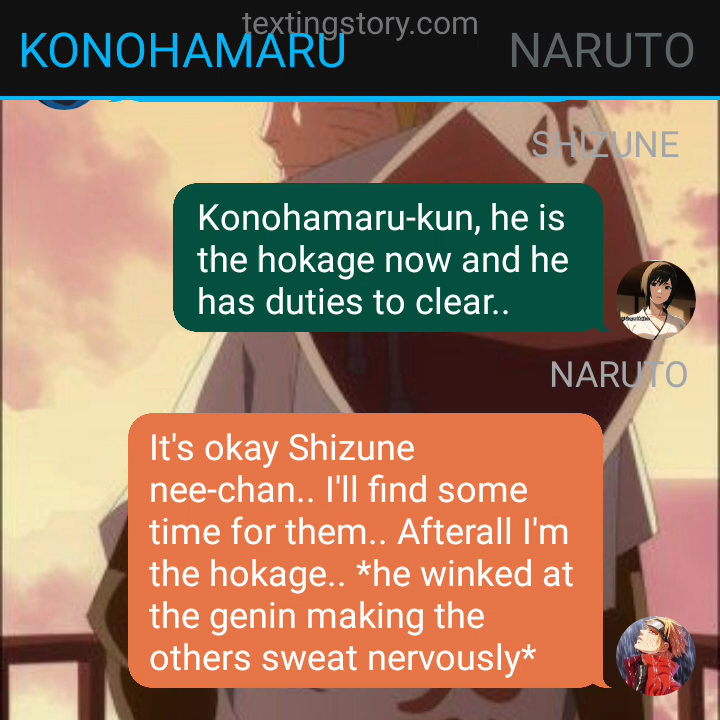 textingstory.com
KONOHAMARU
NARUTO
SHIZUNE
Konohamaru-kun, he is
the hokage now and he
has duties to clear..
NARUTO
It's okay Shizune
nee-chan.. I'll find some
time for them.. Afterall I'm
the hokage.. *he winked at
the genin making the
others sweat nervously*